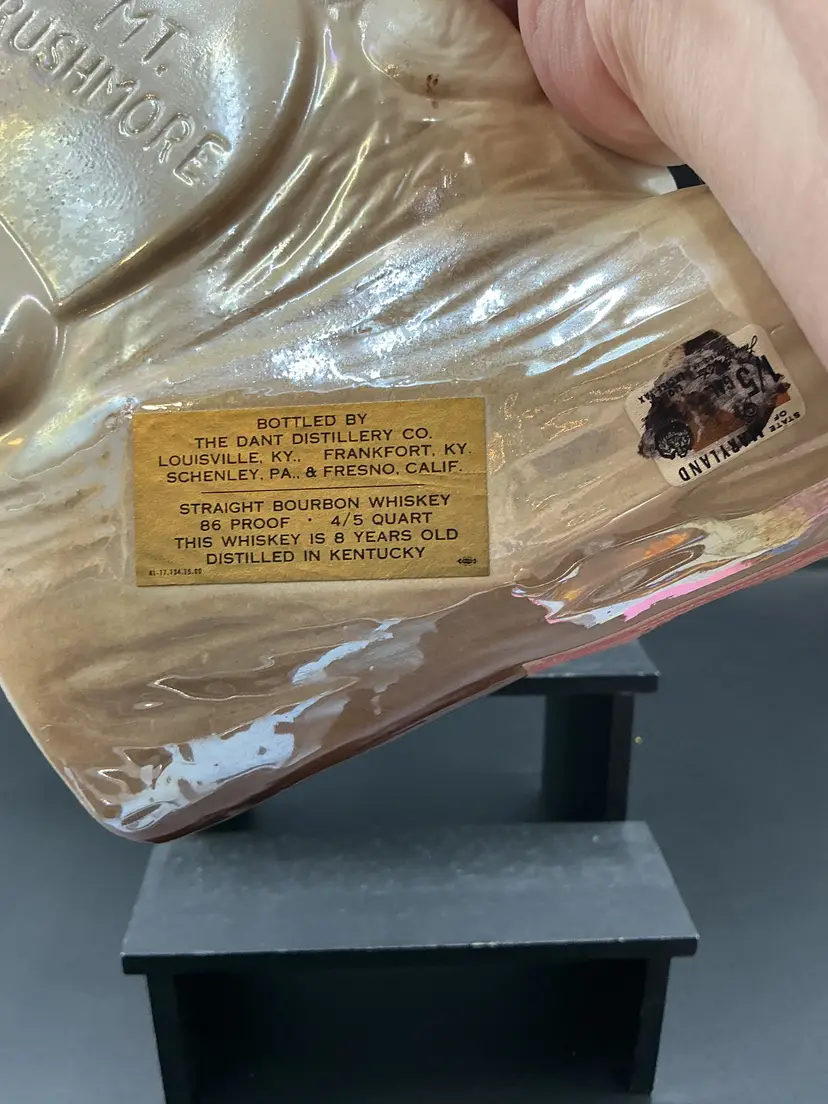 MT.
RUSHMORE
BOTTLED BY
THE DANT DISTILLERY CO.
LOUISVILLE, KY., FRANKFORT, KY.
SCHENLEY, PA., & FRESNO, CALIF.
STRAIGHT BOURBON WHISKEY
86 PROOF · 4/5 QUART
THIS WHISKEY IS 8 YEARS OLD
DISTILLED IN KENTUCKY
STATE OF
MARYLAND
1/5